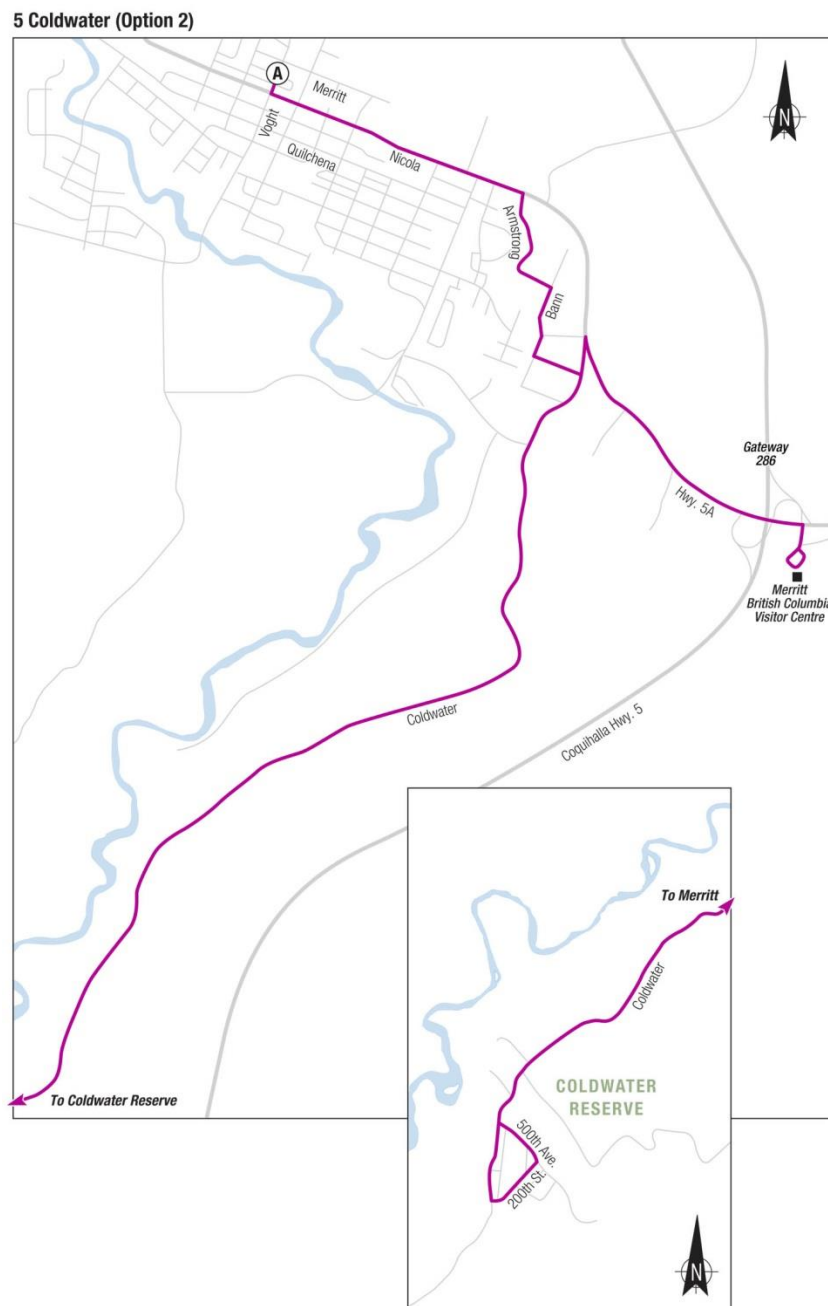 5 Coldwater (Option 2)
A
Merritt
Voght
Quilchena
Nicola
N
Armstrong
Bann
Gateway
286
Hwy. 5A
Merritt
British Columbia
Visitor Centre
Coldwater
Coquihalla Hwy. 5
To Coldwater Reserve
To Merritt
Coldwater
COLDWATER
RESERVE
500th Ave.
200th St.
N